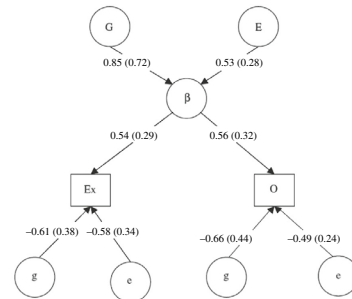 G E
0.85 (0.72) 0.53 (0.28)
β
0.54 (0.29) 0.56 (0.32)
Ex O
−0.61 (0.38) −0.58 (0.34) −0.66 (0.44) −0.49 (0.24)
g e g e